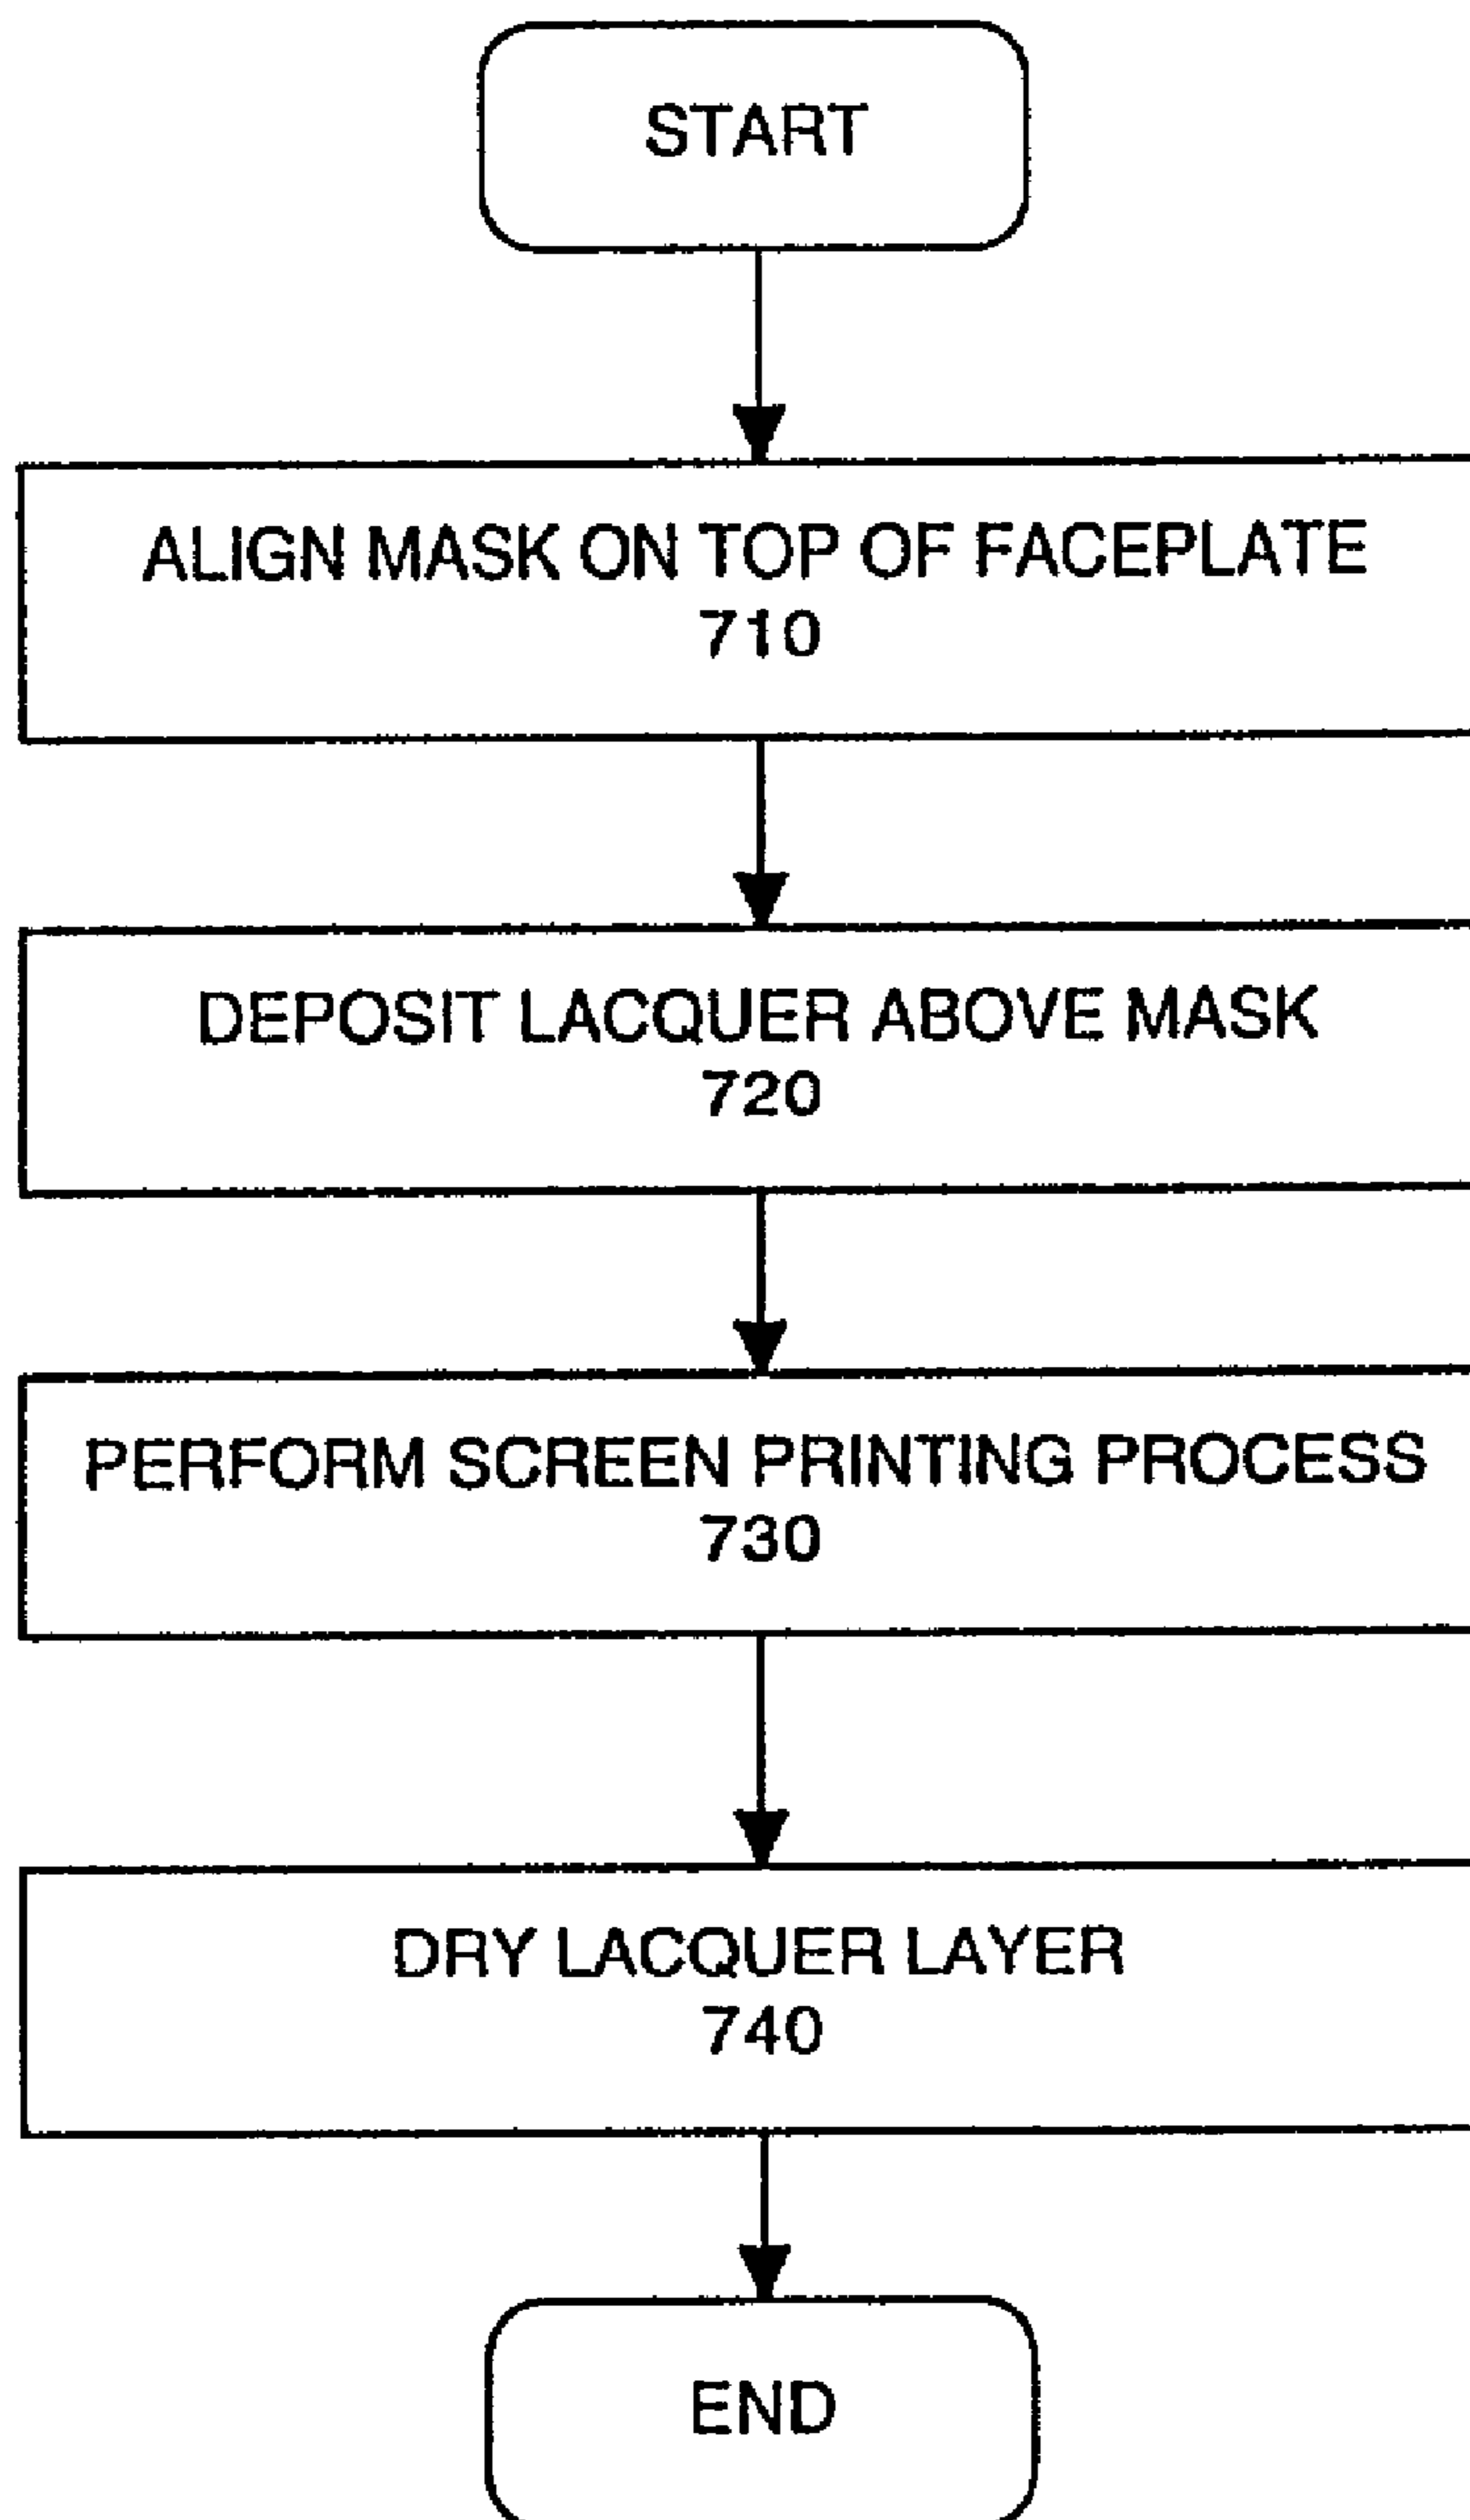 START
ALIGN MASK ON TOP OF FACEPLATE
710
DEPOSIT LACQUER ABOVE MASK
720
PERFORM SCREEN PRINTING PROCESS
730
DRY LACQUER LAYER
740
END